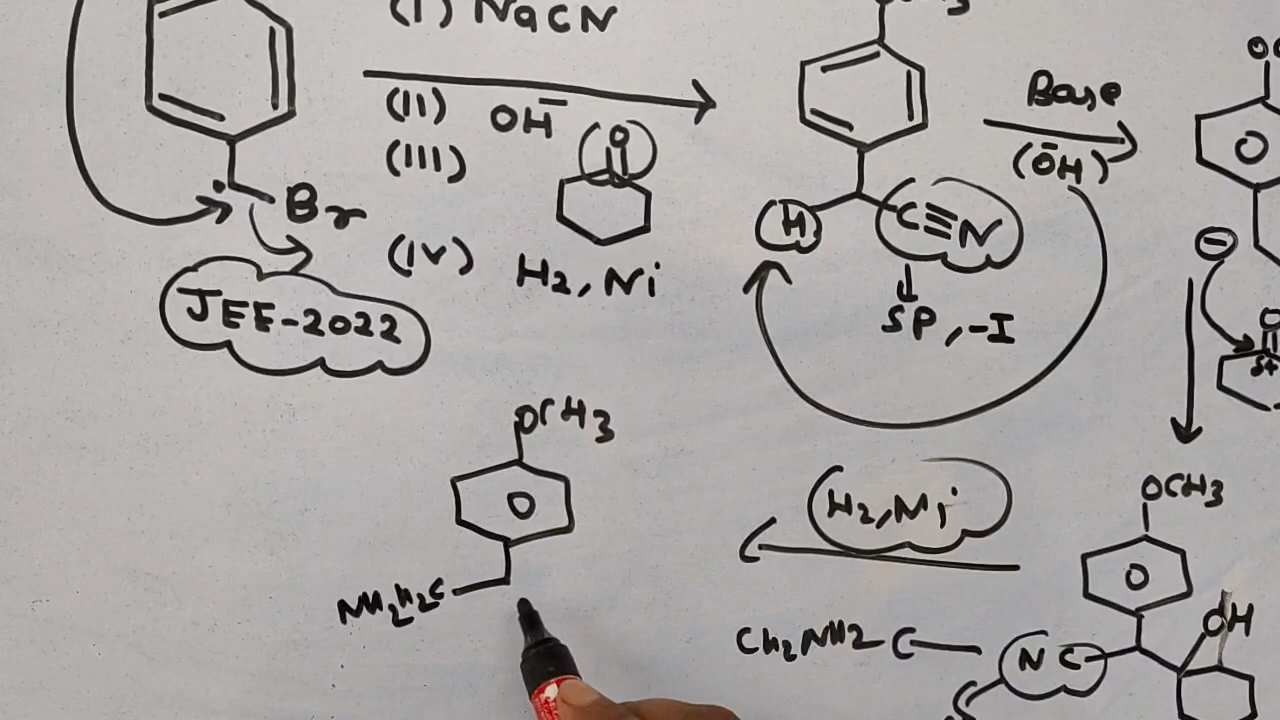 (I) NaCN
(II) OH⁻
(III)
O
(IV) H2, Ni
Br
JEE-2022
H
C≡N
SP, -I
Base
(ŌH)
O
⊖
δ+
OCH3
O
NH2H2C
H2, Ni
CH2NH2 C
OCH3
O
NC
OH